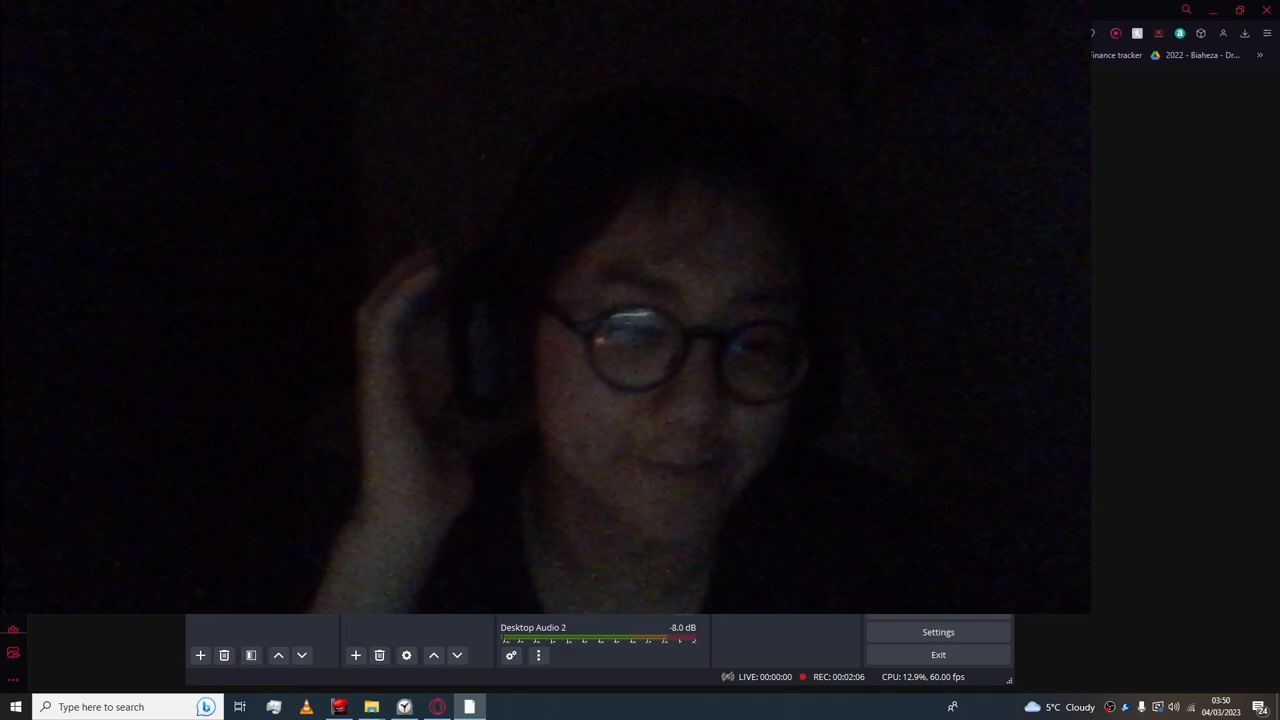 inance tracker
2022 - Biaheza - Dr...
Desktop Audio 2
-8.0 dB
Settings
Exit
LIVE: 00:00:00
REC: 00:02:06
CPU: 12.9%, 60.00 fps
Type here to search
5°C Cloudy
03:50
04/03/2023
24